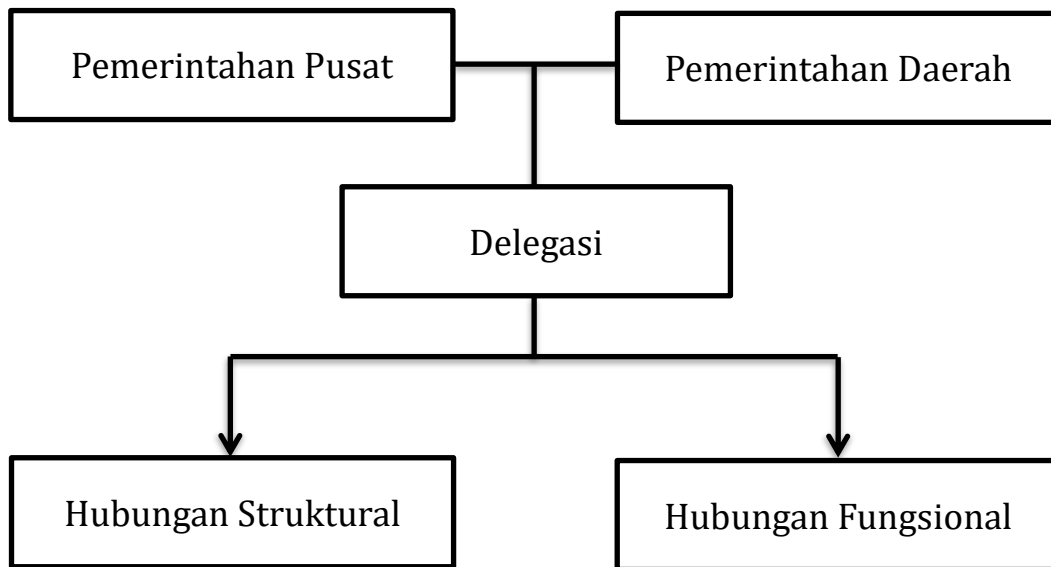 Pemerintahan Pusat
Pemerintahan Daerah
Delegasi
Hubungan Struktural
Hubungan Fungsional